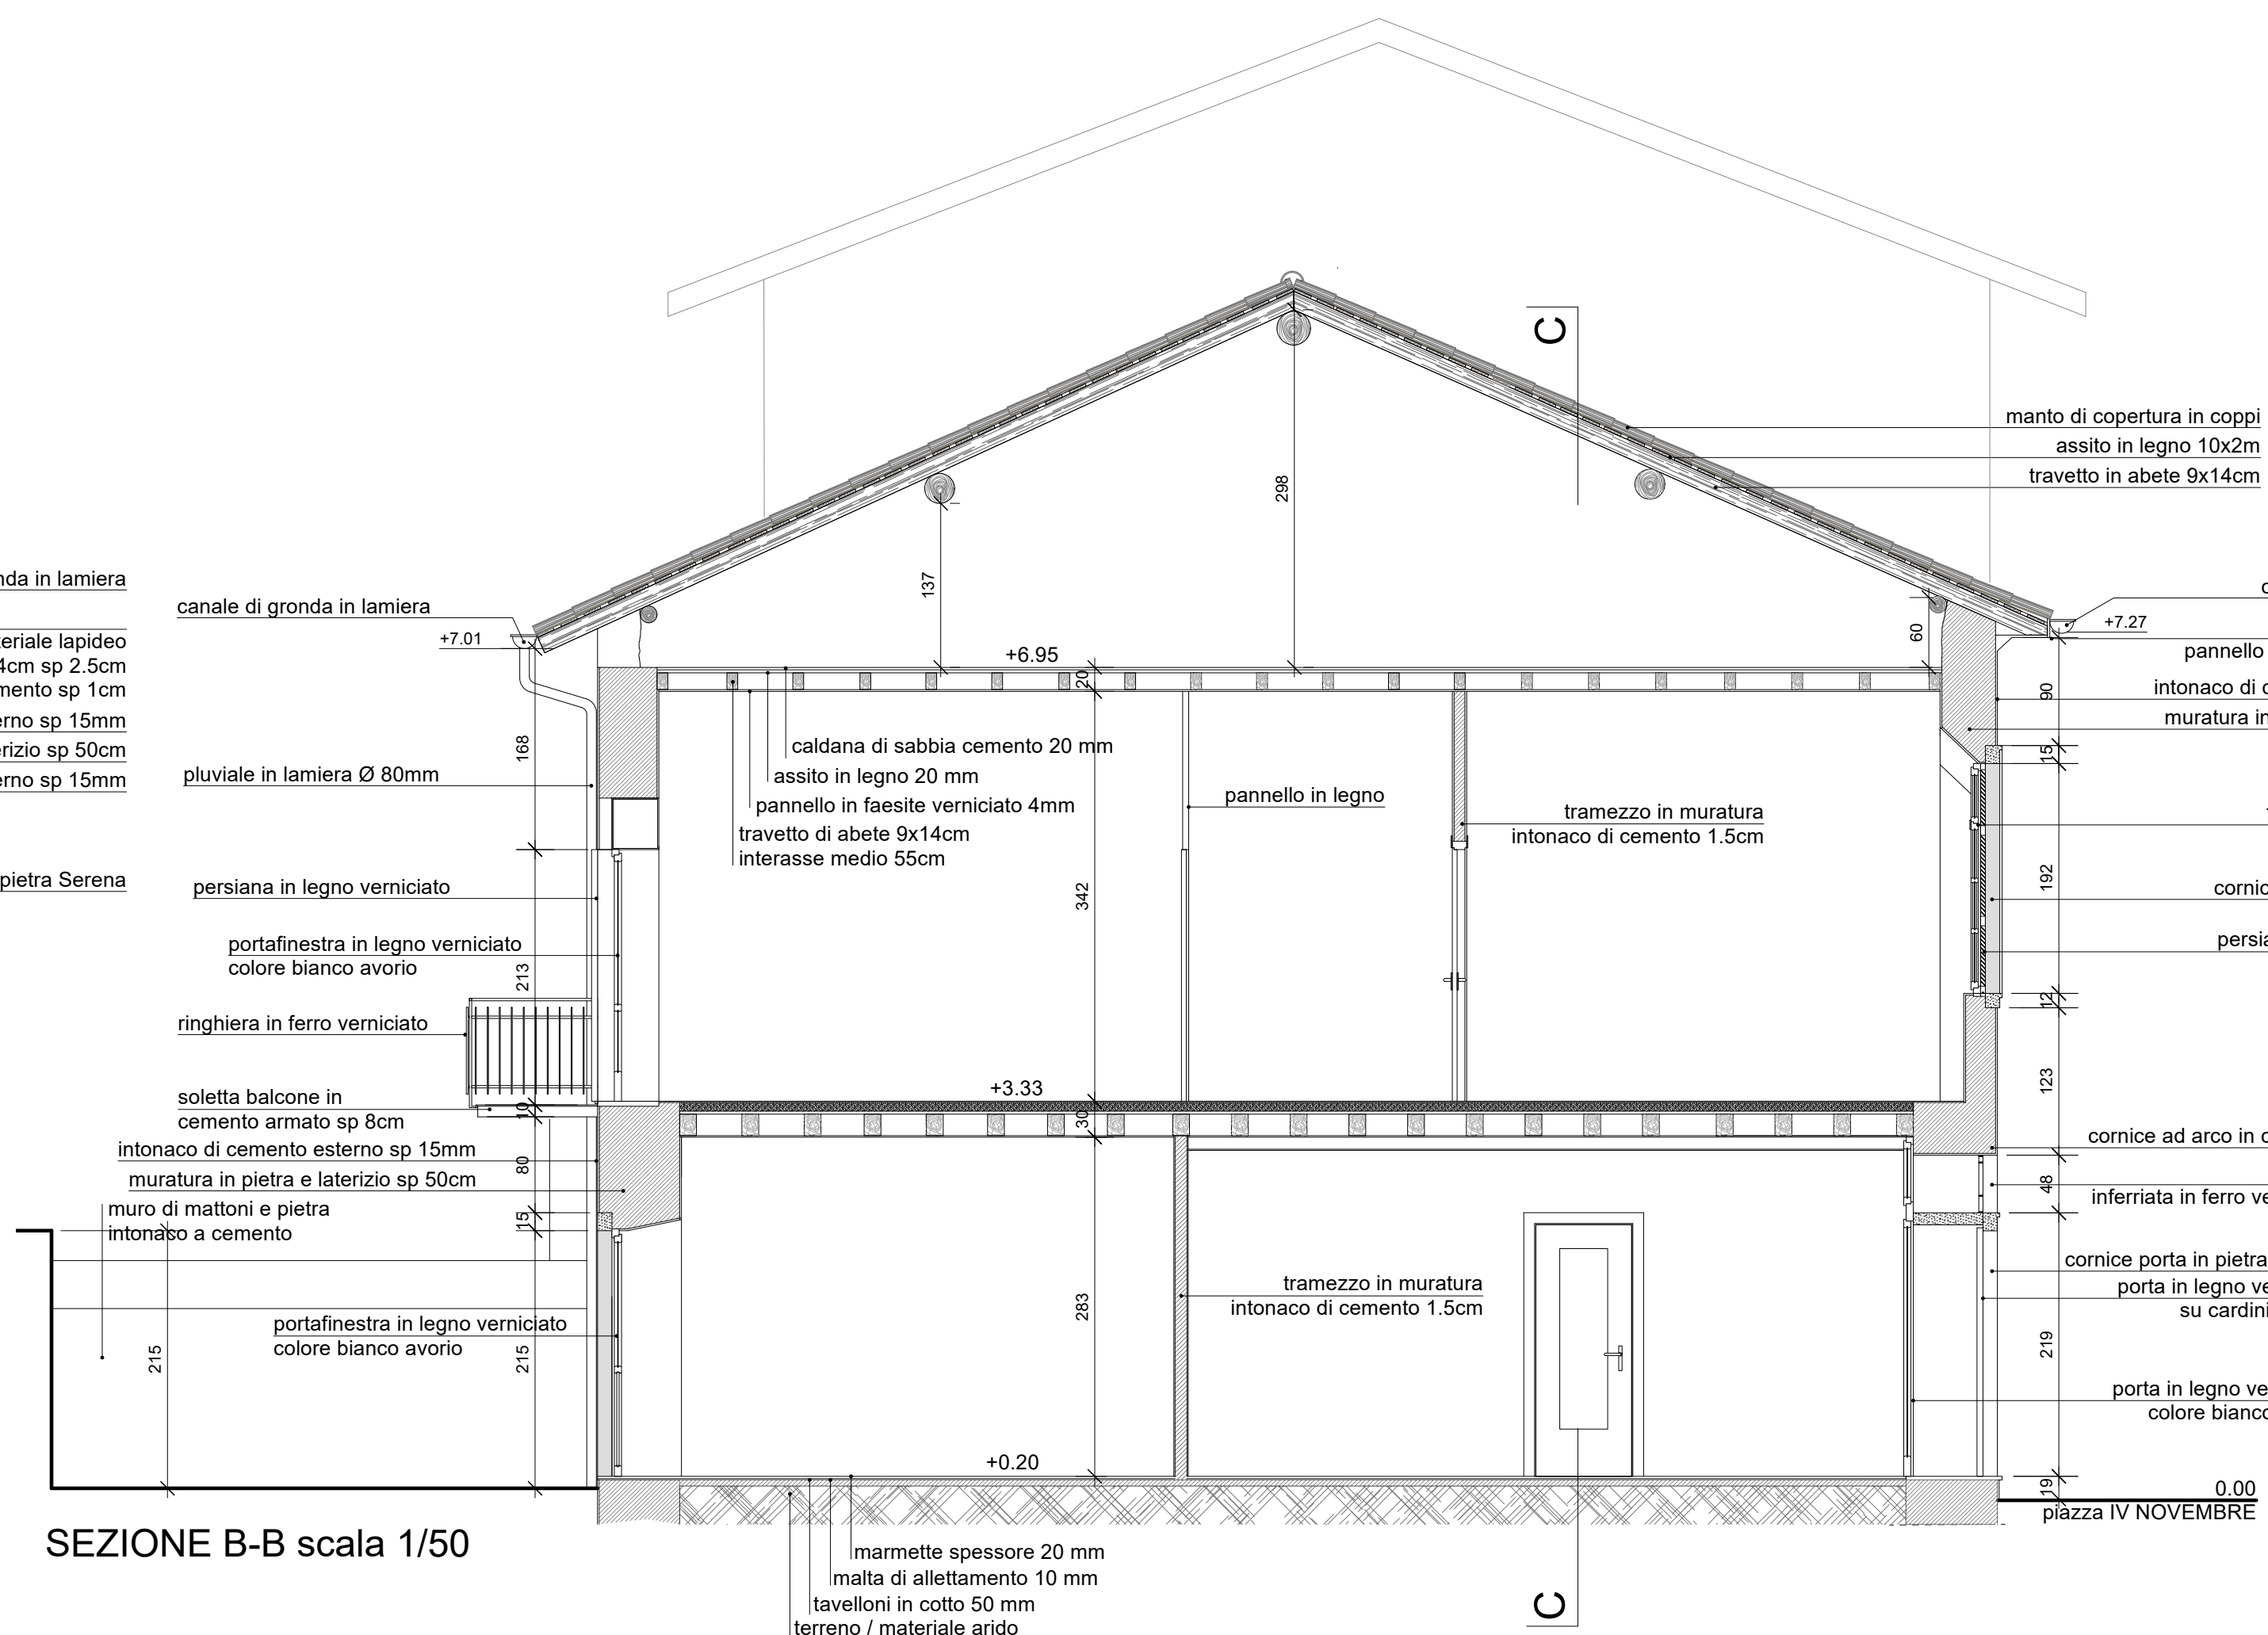 C
298
manto di copertura in coppi
assito in legno 10x2m
travetto in abete 9x14cm
nda in lamiera
teriale lapideo
4cm sp 2.5cm
mento sp 1cm
erno sp 15mm
erizio sp 50cm
erno sp 15mm
pietra Serena
canale di gronda in lamiera
+7.01
137
60
+7.27
+6.95
20
pannello
intonaco di c
muratura in
90
15
168
pluviale in lamiera Ø 80mm
caldana di sabbia cemento 20 mm
assito in legno 20 mm
pannello in faesite verniciato 4mm
travetto di abete 9x14cm
interasse medio 55cm
pannello in legno
tramezzo in muratura
intonaco di cemento 1.5cm
persiana in legno verniciato
342
192
cornic
persia
portafinestra in legno verniciato
colore bianco avorio
213
12
ringhiera in ferro verniciato
123
+3.33
30
soletta balcone in
cemento armato sp 8cm
10
intonaco di cemento esterno sp 15mm
muratura in pietra e laterizio sp 50cm
80
15
muro di mattoni e pietra
intonaco a cemento
cornice ad arco in c
48
inferriata in ferro ve
cornice porta in pietra
porta in legno ve
su cardini
tramezzo in muratura
intonaco di cemento 1.5cm
283
portafinestra in legno verniciato
colore bianco avorio
215
215
219
porta in legno ve
colore bianco
+0.20
19
0.00
piazza IV NOVEMBRE
SEZIONE B-B scala 1/50
marmette spessore 20 mm
malta di allettamento 10 mm
tavelloni in cotto 50 mm
terreno / materiale arido
C